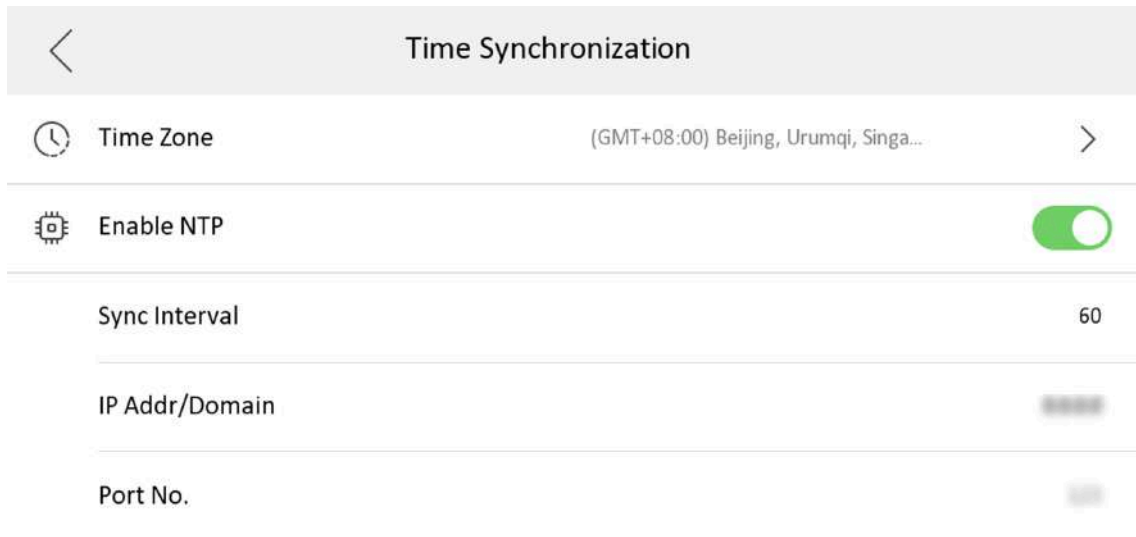 Time Synchronization
Time Zone (GMT+08:00) Beijing, Urumqi, Singa...
Enable NTP
Sync Interval 60
IP Addr/Domain
Port No.